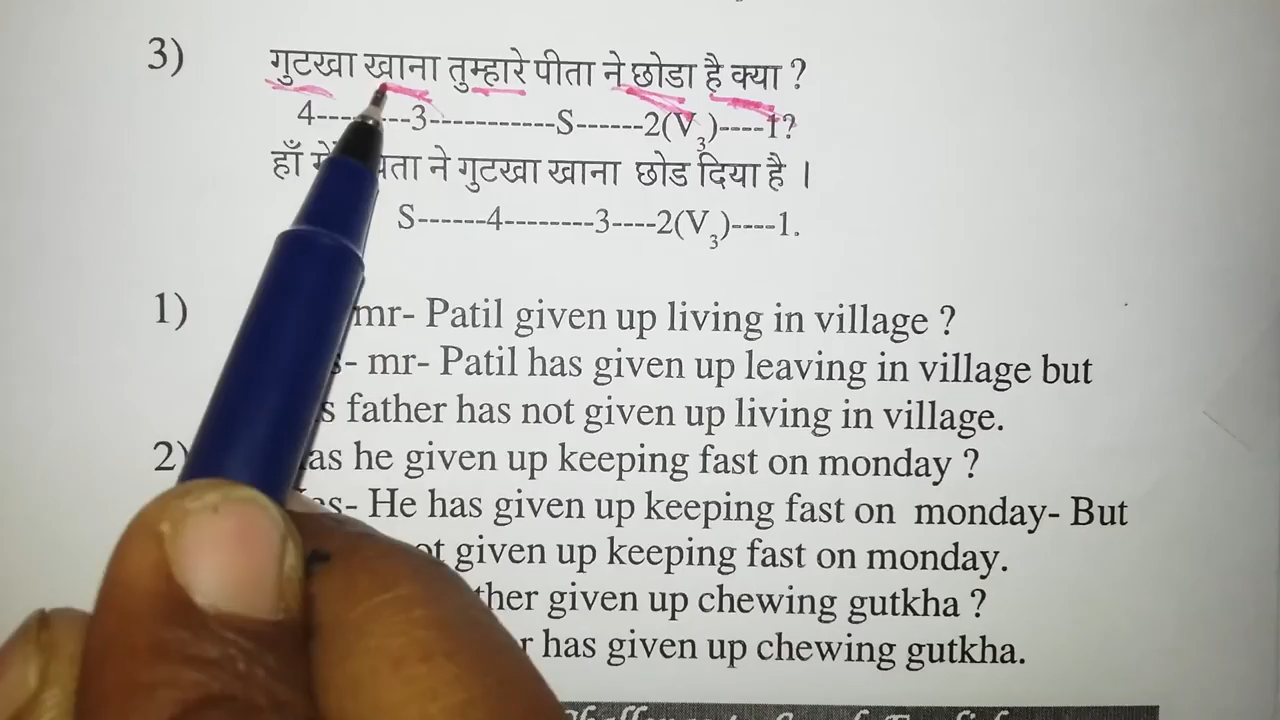 3) गुटखा खाना तुम्हारे पीता ने छोडा है क्या ?
4-------3-----------S------2(V3)----1?
हाँ ने गुटखा खाना छोड दिया है ।
S------4--------3----2(V3)----1.
1) mr- Patil given up living in village ?
mr- Patil has given up leaving in village but
father has not given up living in village.
2) he given up keeping fast on monday ?
He has given up keeping fast on monday- But
given up keeping fast on monday.
given up chewing gutkha ?
has given up chewing gutkha.